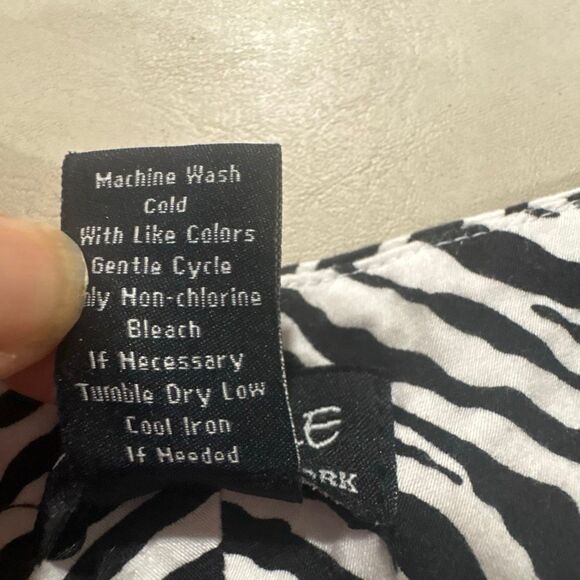 Machine Wash
Cold
With Like Colors
Gentle Cycle
Non-chlorine
Bleach
If Necessary
Tumble Dry Low
Cool Iron
If Needed